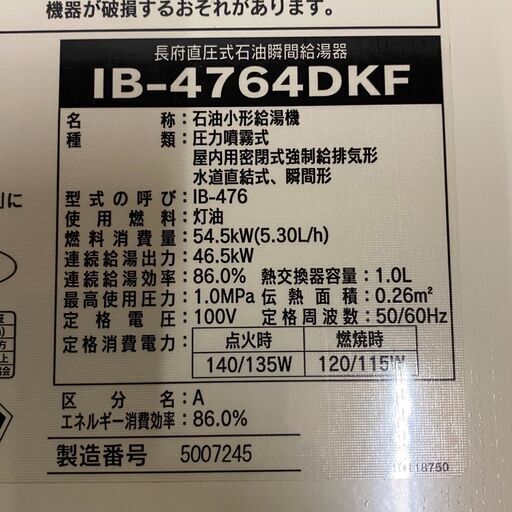 機器が破損するおそれがあります。
長府直圧式石油瞬間給湯器
IB-4764DKF
名称:石油小形給湯機
種類:圧力噴霧式
屋内用密閉式強制給排気形
水道直結式、瞬間形
型式の呼び:IB-476
使用燃料:灯油
燃料消費量:54.5kW(5.30L/h)
連続給湯出力:46.5kW
連続給湯効率:86.0% 熱交換器容量:1.0L
最高使用圧力:1.0MPa 伝熱面積:0.26m²
定格電圧:100V 定格周波数:50/60Hz
定格消費電力: 点火時 燃焼時
140/135W 120/115W
区分名:A
エネルギー消費効率:86.0%
製造番号 5007245